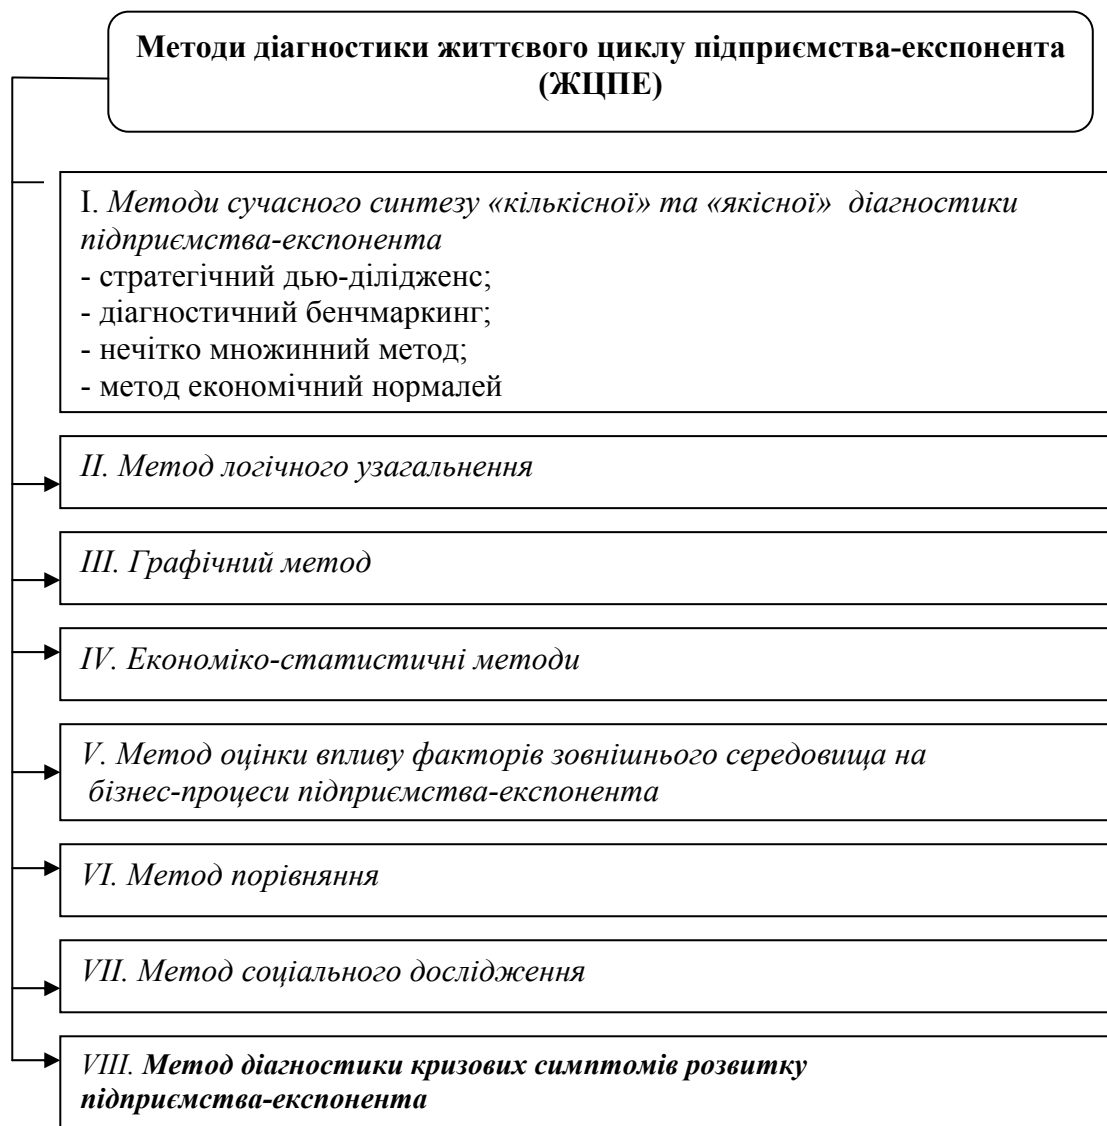 Методи діагностики життєвого циклу підприємства-експонента
(ЖЦПЕ)
I. Методи сучасного синтезу «кількісної» та «якісної» діагностики
підприємства-експонента
- стратегічний дью-ділідженс;
- діагностичний бенчмаркинг;
- нечітко множинний метод;
- метод економічний нормалей
II. Метод логічного узагальнення
III. Графічний метод
IV. Економіко-статистичні методи
V. Метод оцінки впливу факторів зовнішнього середовища на
бізнес-процеси підприємства-експонента
VI. Метод порівняння
VII. Метод соціального дослідження
VIII. Метод діагностики кризових симптомів розвитку
підприємства-експонента